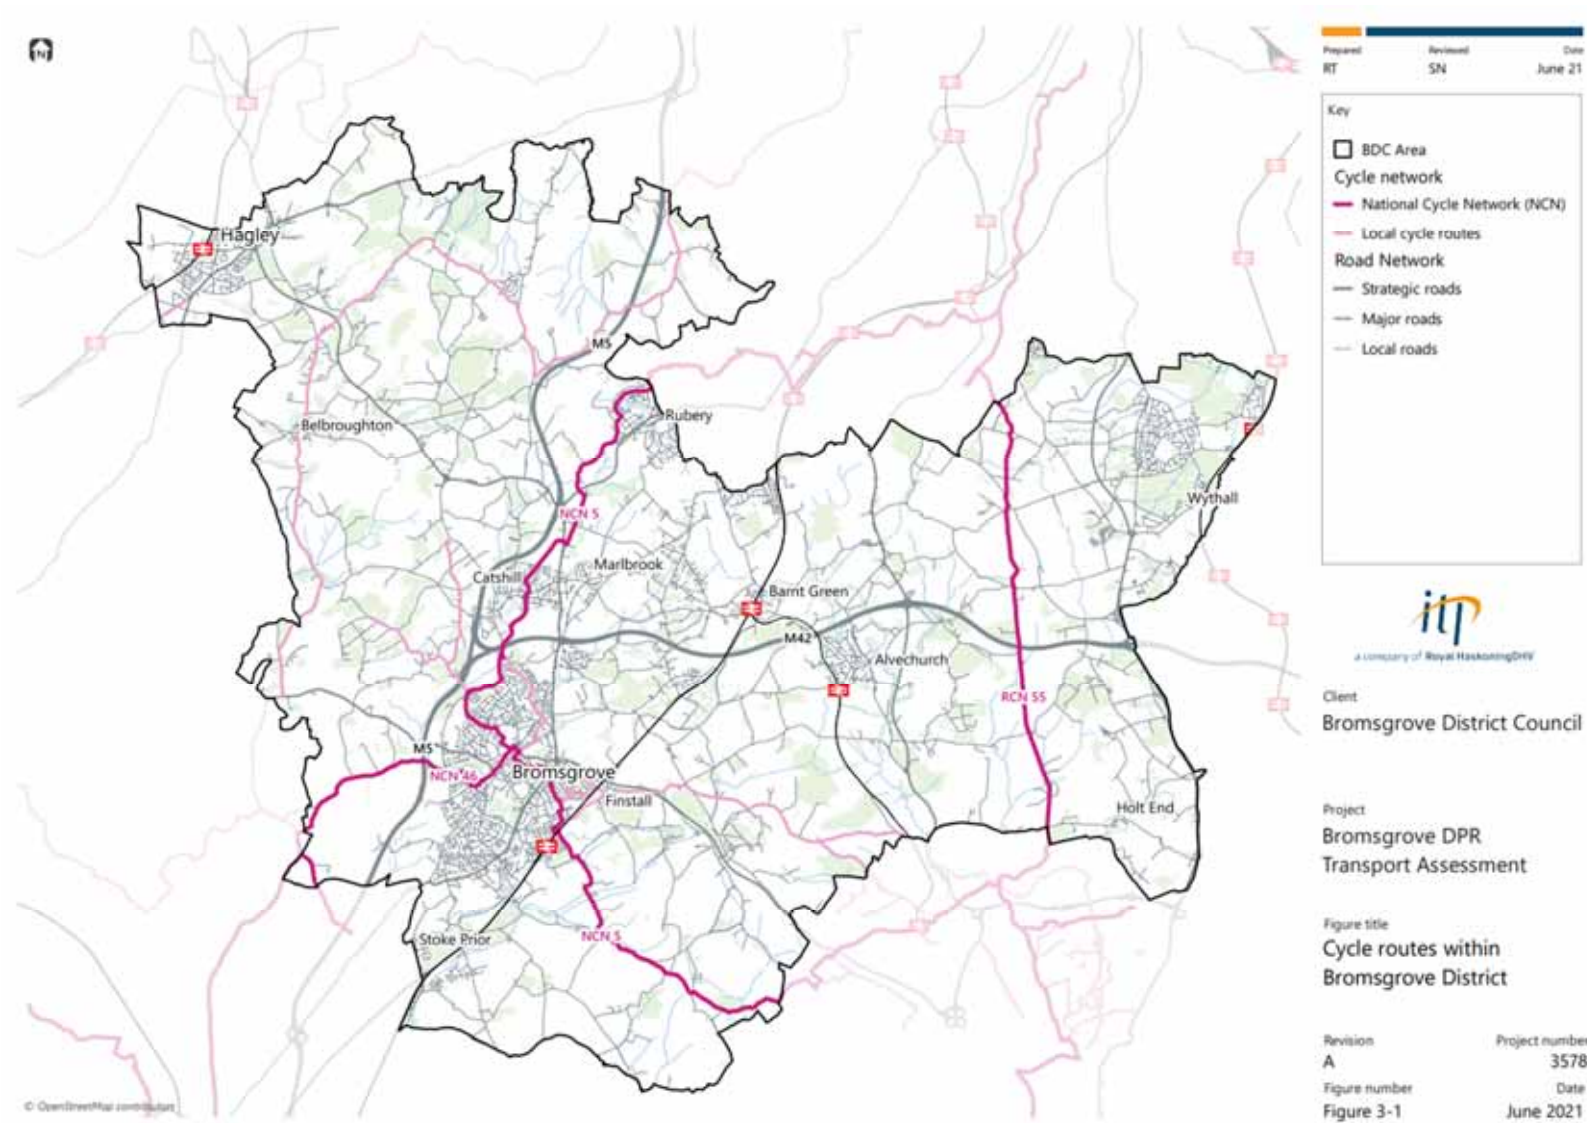 N
Hagley
M5
Rubery
Belbroughton
NCN 5
Wythall
Catshill
Marlbrook
Barnt Green
M42
Alvechurch
RCN 55
M5
NCN 46
Bromsgrove
Finstall
Holt End
Stoke Prior
NCN 5
© OpenStreetMap contributors
Prepared Reviewed Date
RT SN June 21
Key
BDC Area
Cycle network
National Cycle Network (NCN)
Local cycle routes
Road Network
Strategic roads
Major roads
Local roads
itp
a company of Royal HaskoningDHV
Client
Bromsgrove District Council
Project
Bromsgrove DPR
Transport Assessment
Figure title
Cycle routes within
Bromsgrove District
Revision Project number
A 3578
Figure number Date
Figure 3-1 June 2021